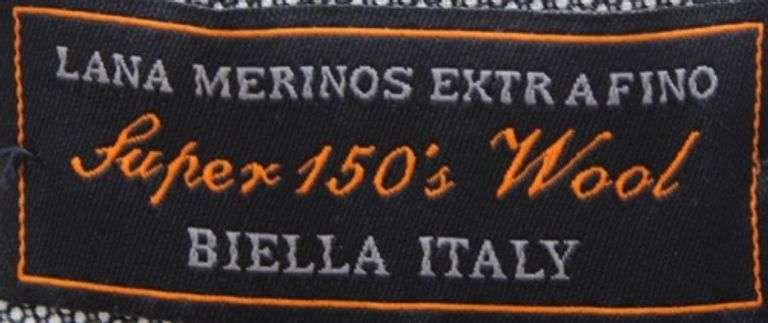 LANA MERINOS EXTRAFINO
Super 150's Wool
BIELLA ITALY